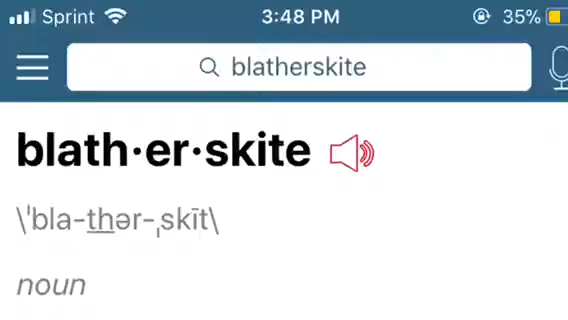 Sprint 3:48 PM 35%
blatherskite
blath·er·skite
\ˈbla-t͟hər-ˌskīt\
noun